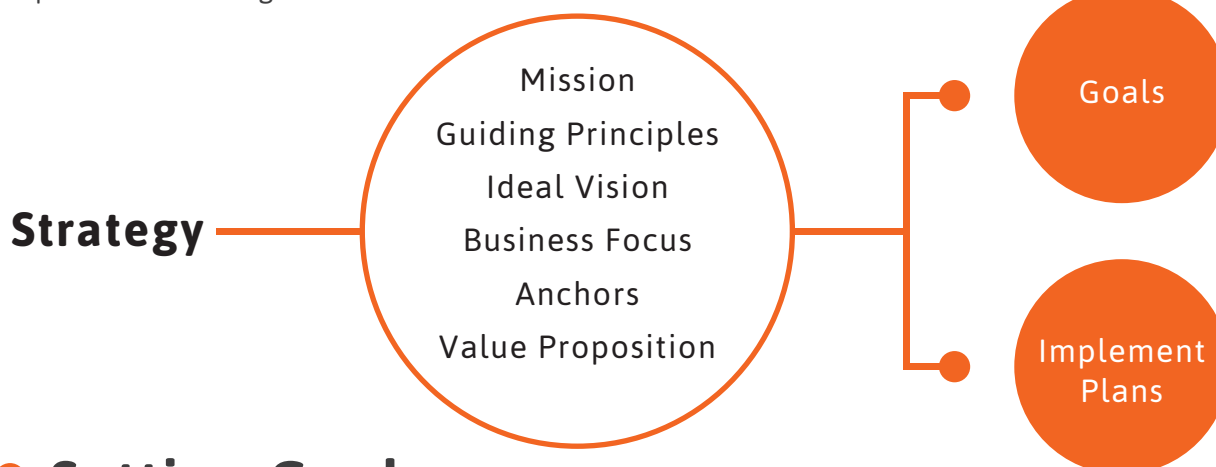 Strategy
Mission
Guiding Principles
Ideal Vision
Business Focus
Anchors
Value Proposition
Goals
Implement
Plans